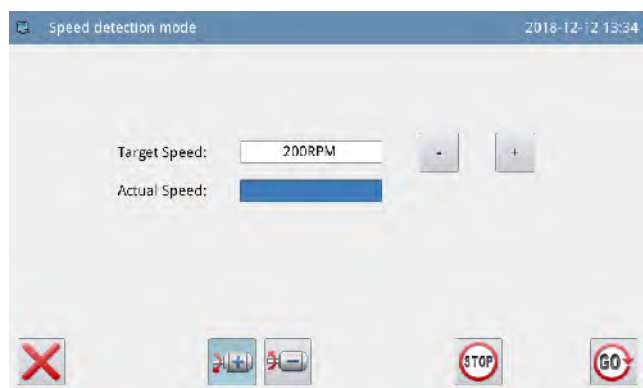 Speed detection mode 2018-12-12 13:34
Target Speed: 200RPM - +
Actual Speed:
STOP GO